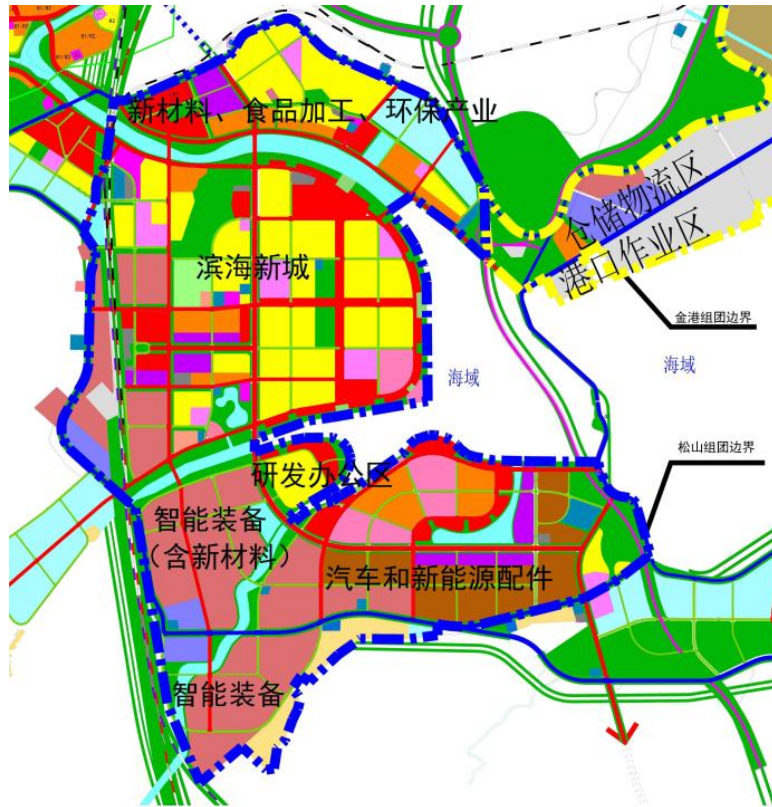 新材料、食品加工、环保产业
仓储物流区
港口作业区
滨海新城
金港组团边界
海域
海域
研发办公区
松山组团边界
智能装备
（含新材料）
汽车和新能源配件
智能装备